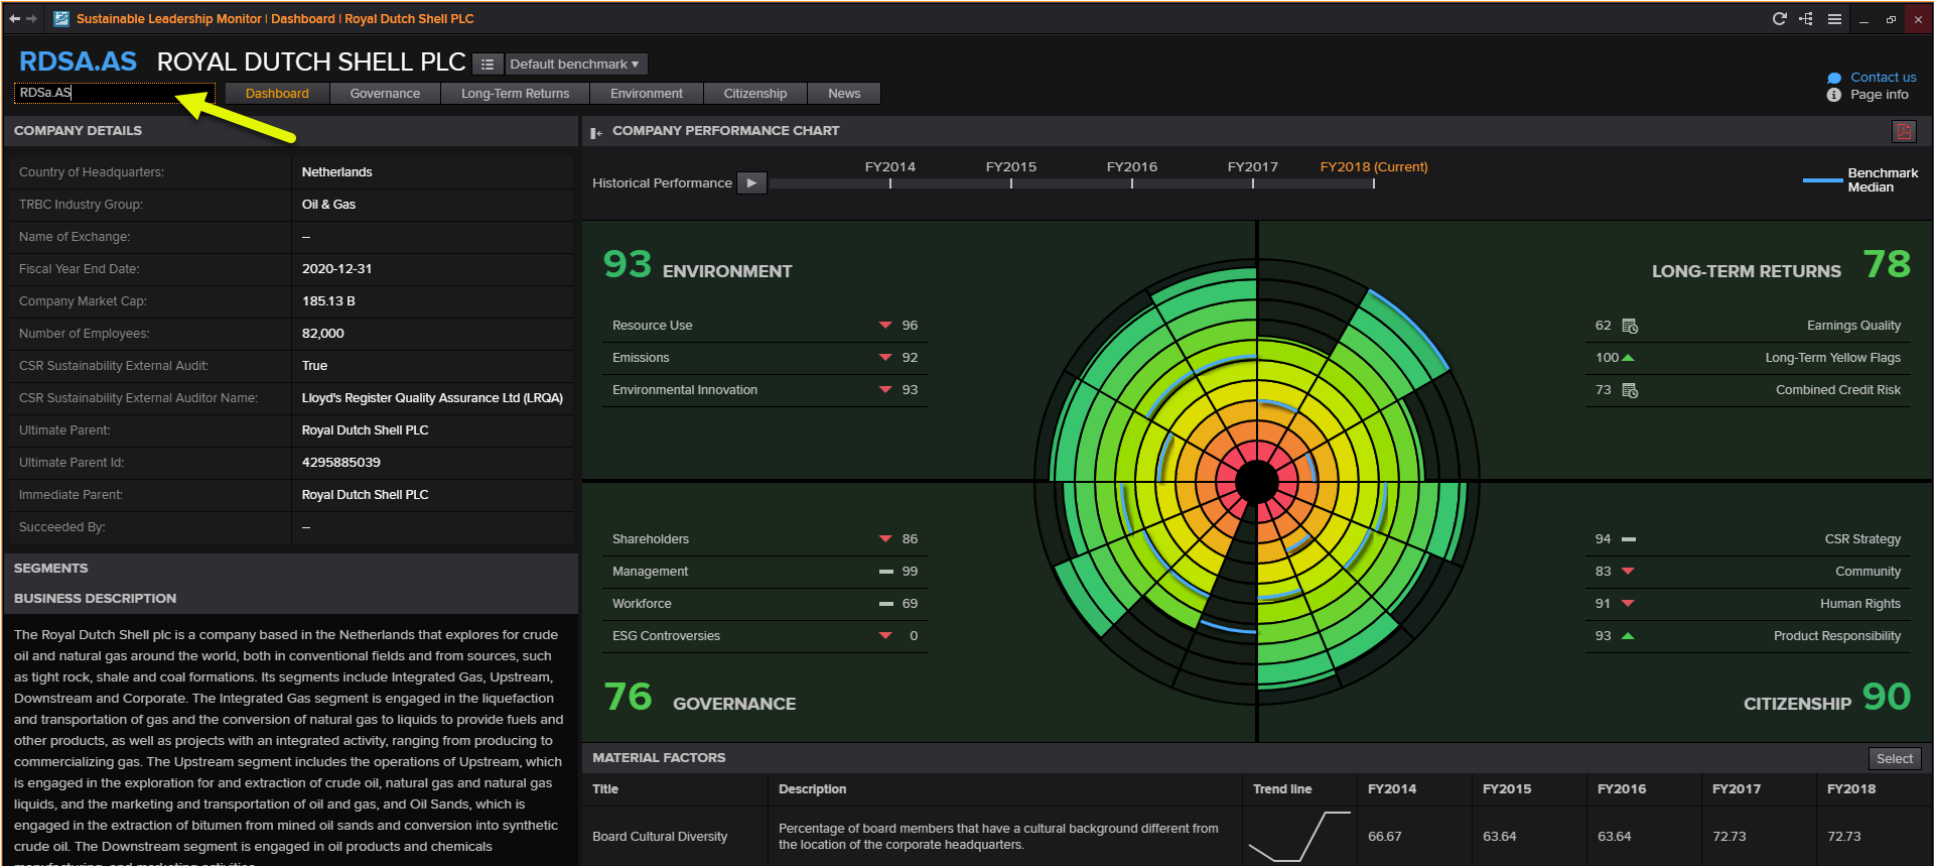 Sustainable Leadership Monitor | Dashboard | Royal Dutch Shell PLC
RDSA.AS ROYAL DUTCH SHELL PLC Default benchmark
RDSa.AS
Dashboard Governance Long-Term Returns Environment Citizenship News
Contact us
Page info
COMPANY DETAILS
Country of Headquarters: Netherlands
TRBC Industry Group: Oil & Gas
Name of Exchange: --
Fiscal Year End Date: 2020-12-31
Company Market Cap: 185.13 B
Number of Employees: 82,000
CSR Sustainability External Audit: True
CSR Sustainability External Auditor Name: Lloyd's Register Quality Assurance Ltd (LRQA)
Ultimate Parent: Royal Dutch Shell PLC
Ultimate Parent Id: 4295885039
Immediate Parent: Royal Dutch Shell PLC
Succeeded By: --
SEGMENTS
BUSINESS DESCRIPTION
The Royal Dutch Shell plc is a company based in the Netherlands that explores for crude
oil and natural gas around the world, both in conventional fields and from sources, such
as tight rock, shale and coal formations. Its segments include Integrated Gas, Upstream,
Downstream and Corporate. The Integrated Gas segment is engaged in the liquefaction
and transportation of gas and the conversion of natural gas to liquids to provide fuels and
other products, as well as projects with an integrated activity, ranging from producing to
commercializing gas. The Upstream segment includes the operations of Upstream, which
is engaged in the exploration for and extraction of crude oil, natural gas and natural gas
liquids, and the marketing and transportation of oil and gas, and Oil Sands, which is
engaged in the extraction of bitumen from mined oil sands and conversion into synthetic
crude oil. The Downstream segment is engaged in oil products and chemicals
manufacturing, and marketing activities
COMPANY PERFORMANCE CHART
Historical Performance
FY2014 FY2015 FY2016 FY2017 FY2018 (Current)
Benchmark
Median
93 ENVIRONMENT
Resource Use 96
Emissions 92
Environmental Innovation 93
LONG-TERM RETURNS 78
62 Earnings Quality
100 Long-Term Yellow Flags
73 Combined Credit Risk
Shareholders 86
Management 99
Workforce 69
ESG Controversies 0
76 GOVERNANCE
94 CSR Strategy
83 Community
91 Human Rights
93 Product Responsibility
CITIZENSHIP 90
MATERIAL FACTORS Select
Title Description Trend line FY2014 FY2015 FY2016 FY2017 FY2018
Board Cultural Diversity
Percentage of board members that have a cultural background different from
the location of the corporate headquarters.
66.67 63.64 63.64 72.73 72.73